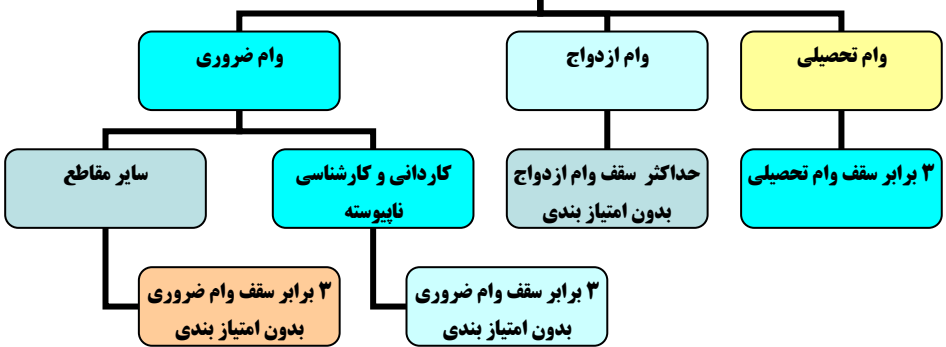 وام تحصیلی
وام ازدواج
وام ضروری
۳ برابر سقف وام تحصیلی
حداکثر سقف وام ازدواج
بدون امتیاز بندی
کاردانی و کارشناسی
ناپیوسته
سایر مقاطع
۳ برابر سقف وام ضروری
بدون امتیاز بندی
۳ برابر سقف وام ضروری
بدون امتیاز بندی